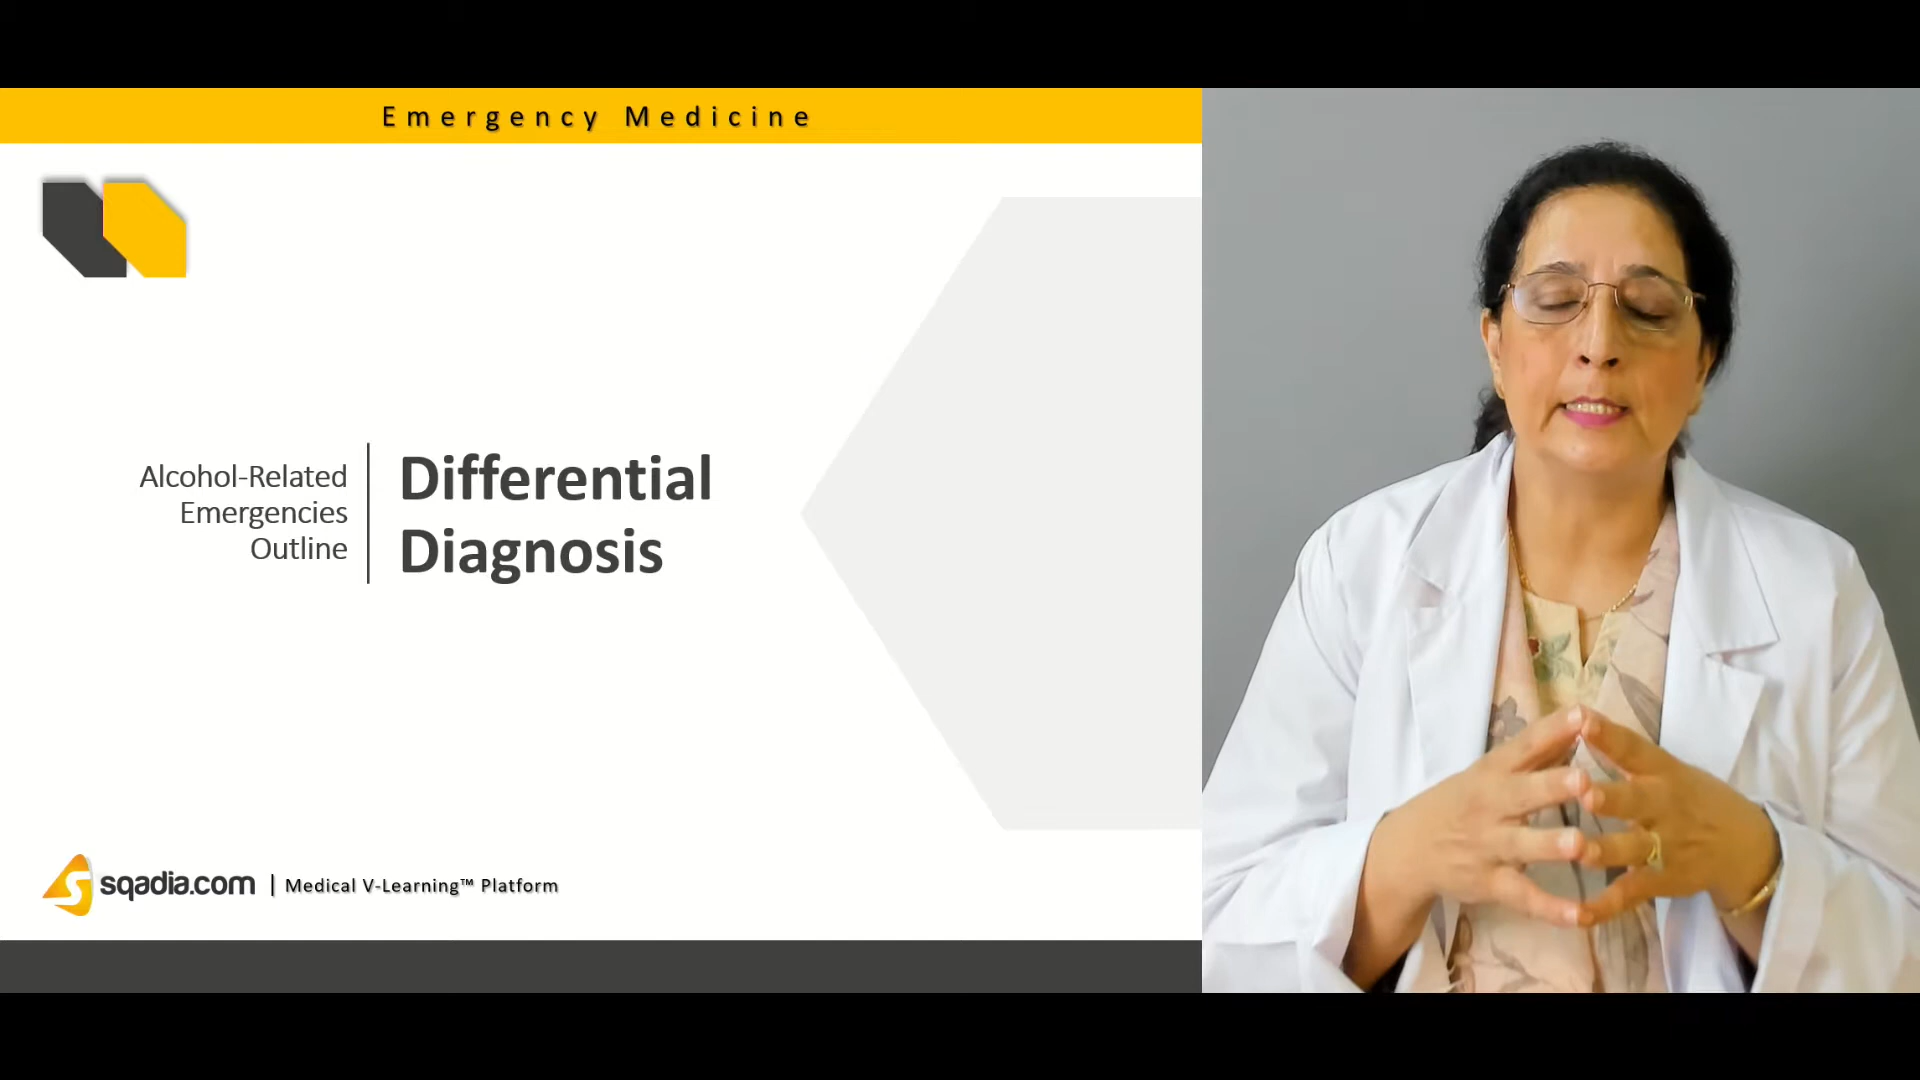 Emergency Medicine
Alcohol-Related
Emergencies
Outline
Differential
Diagnosis
sqadia.com | Medical V-Learning™ Platform